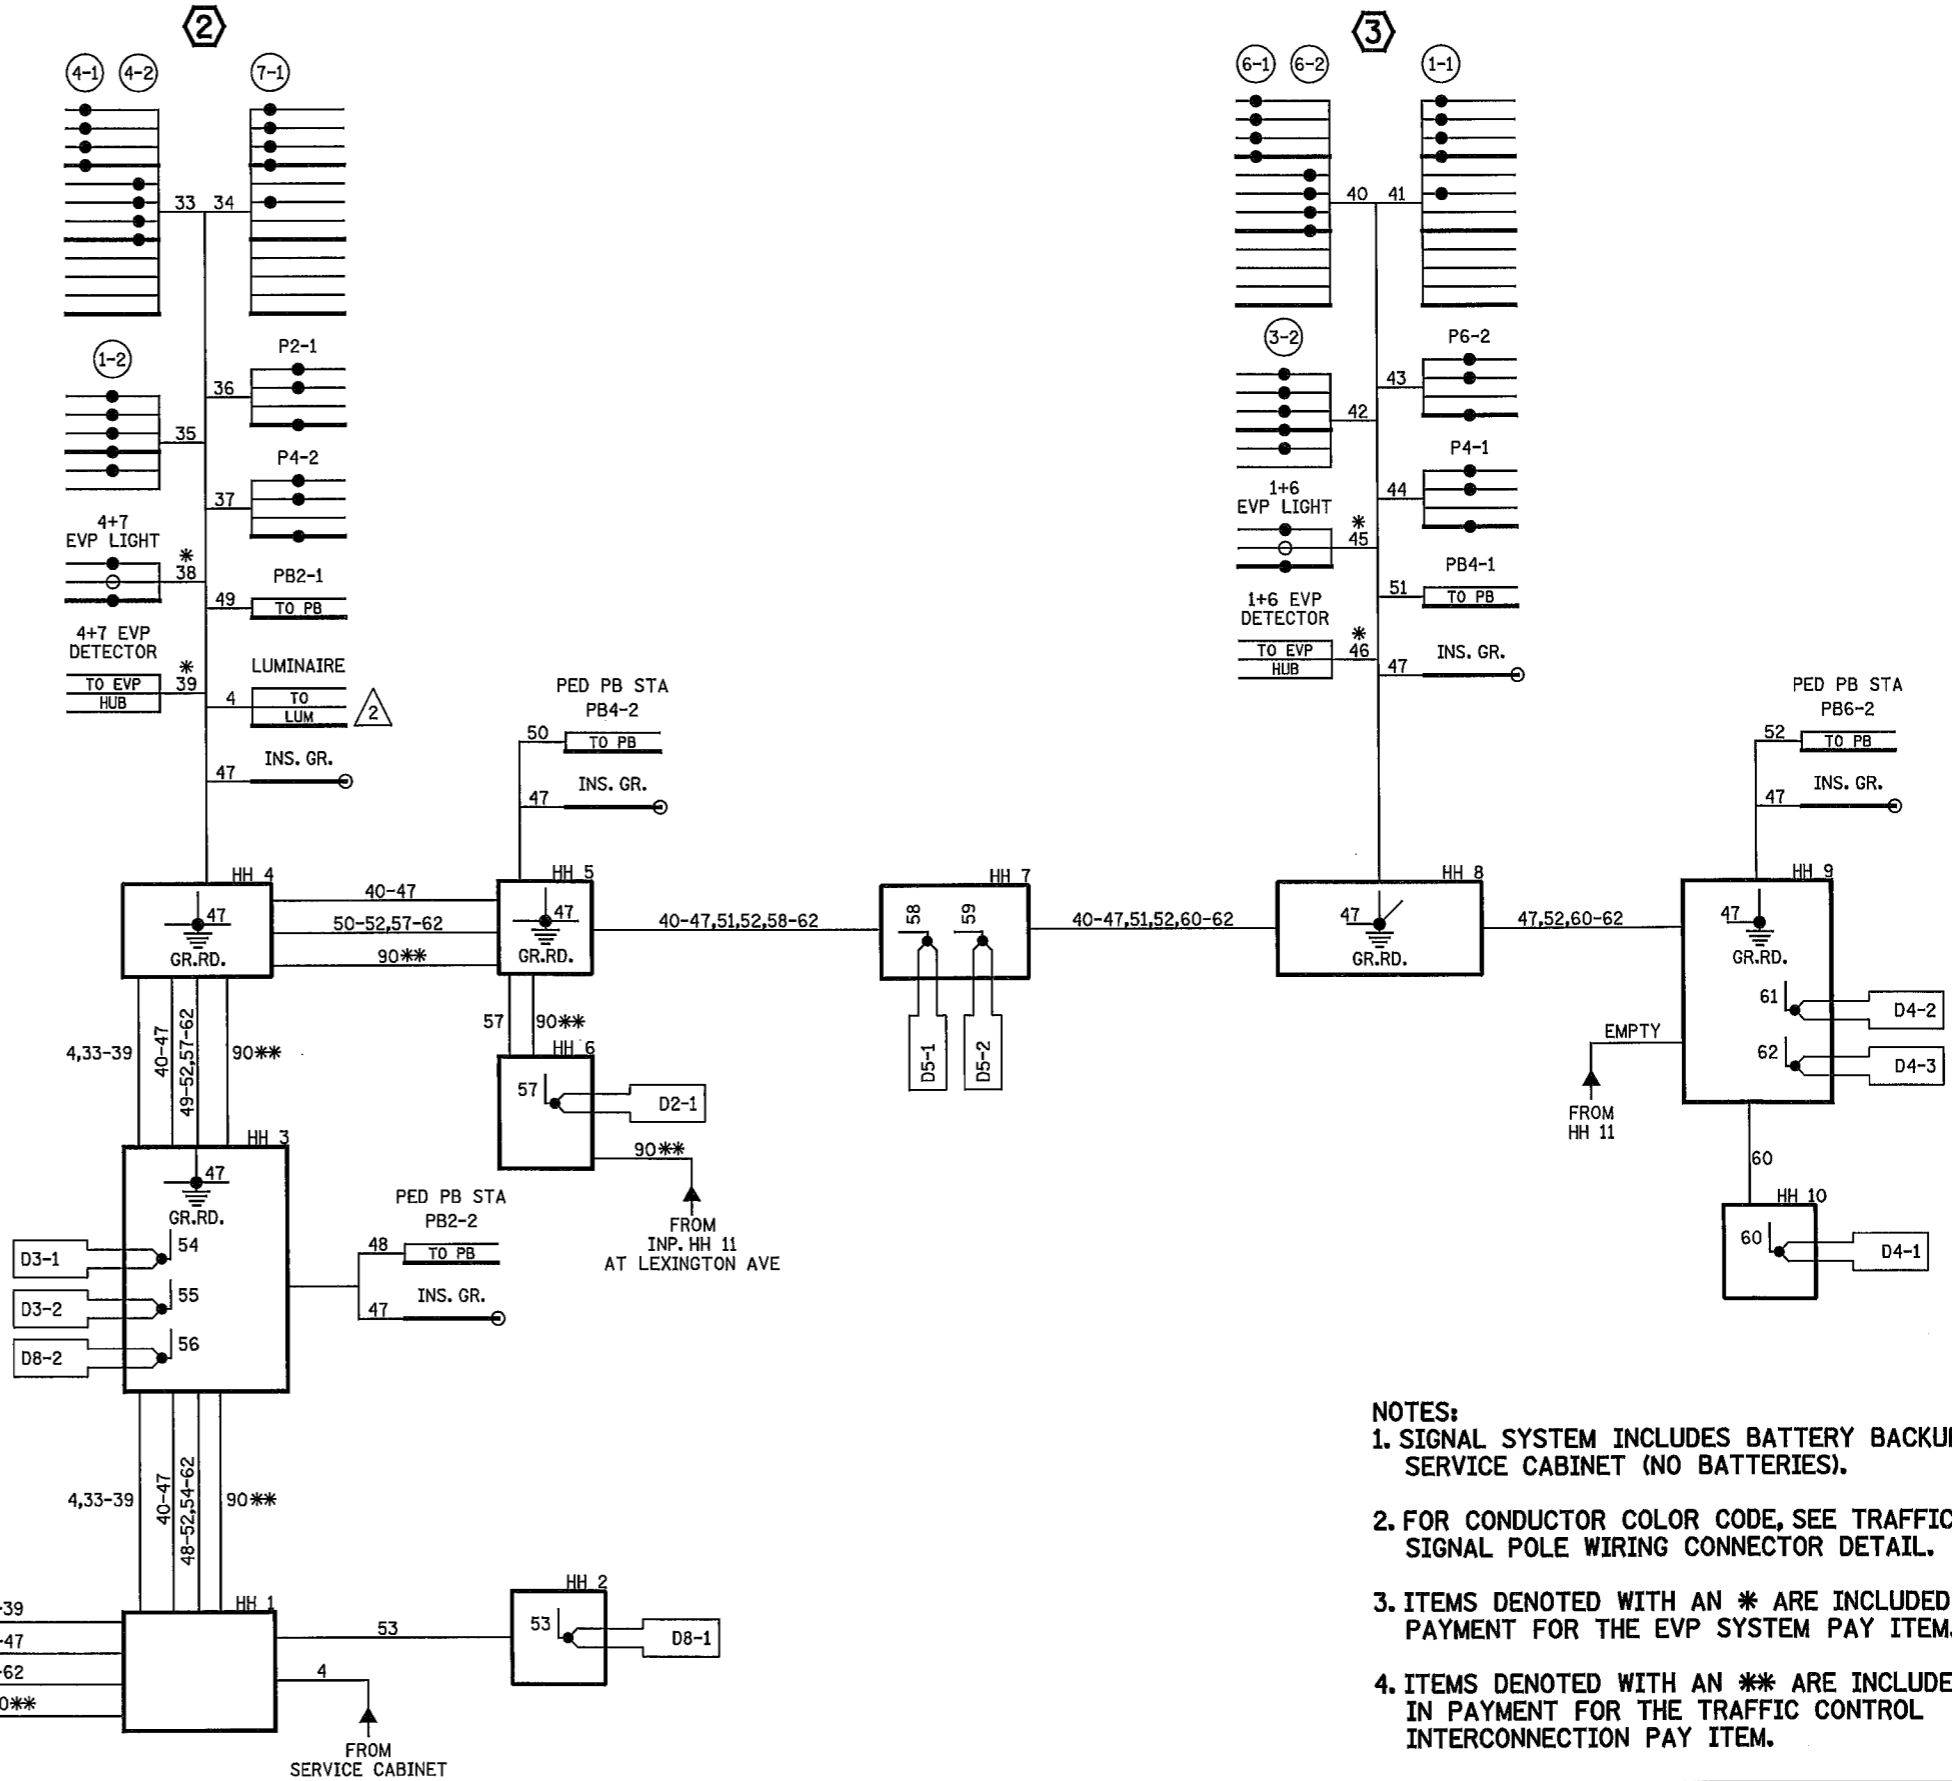 2
3
4-1 4-2 7-1
6-1 6-2 1-1
33 34
40 41
1-2
P2-1
36
35
P4-2
37
4+7
EVP LIGHT
*
38
PB2-1
49
TO PB
4+7 EVP
DETECTOR
*
39
TO EVP
HUB
LUMINAIRE
4
TO
LUM
2
47
INS. GR.
3-2
P6-2
43
42
P4-1
44
1+6
EVP LIGHT
*
45
PB4-1
51
TO PB
1+6 EVP
DETECTOR
*
46
TO EVP
HUB
47
INS. GR.
PED PB STA
PB4-2
50
TO PB
INS. GR.
47
PED PB STA
PB6-2
52
TO PB
INS. GR.
47
HH 4
47
GR.RD.
40-47
50-52,57-62
90**
HH 5
47
GR.RD.
40-47,51,52,58-62
HH 7
58
59
D5-1
D5-2
40-47,51,52,60-62
HH 8
47
GR.RD.
47,52,60-62
HH 9
47
GR.RD.
61
D4-2
62
D4-3
EMPTY
FROM
HH 11
60
HH 10
60
D4-1
4,33-39
40-47
49-52,57-62
90**
57
90**
HH 6
57
D2-1
90**
FROM
INP. HH 11
AT LEXINGTON AVE
HH 3
47
GR.RD.
D3-1
54
D3-2
55
D8-2
56
PED PB STA
PB2-2
48
TO PB
INS. GR.
47
4,33-39
40-47
48-52,54-62
90**
HH 1
-39
-47
-62
0**
53
HH 2
53
D8-1
4
FROM
SERVICE CABINET
NOTES:
1. SIGNAL SYSTEM INCLUDES BATTERY BACKU
SERVICE CABINET (NO BATTERIES).
2. FOR CONDUCTOR COLOR CODE, SEE TRAFFIC
SIGNAL POLE WIRING CONNECTOR DETAIL.
3. ITEMS DENOTED WITH AN * ARE INCLUDED
PAYMENT FOR THE EVP SYSTEM PAY ITEM.
4. ITEMS DENOTED WITH AN ** ARE INCLUDE
IN PAYMENT FOR THE TRAFFIC CONTROL
INTERCONNECTION PAY ITEM.